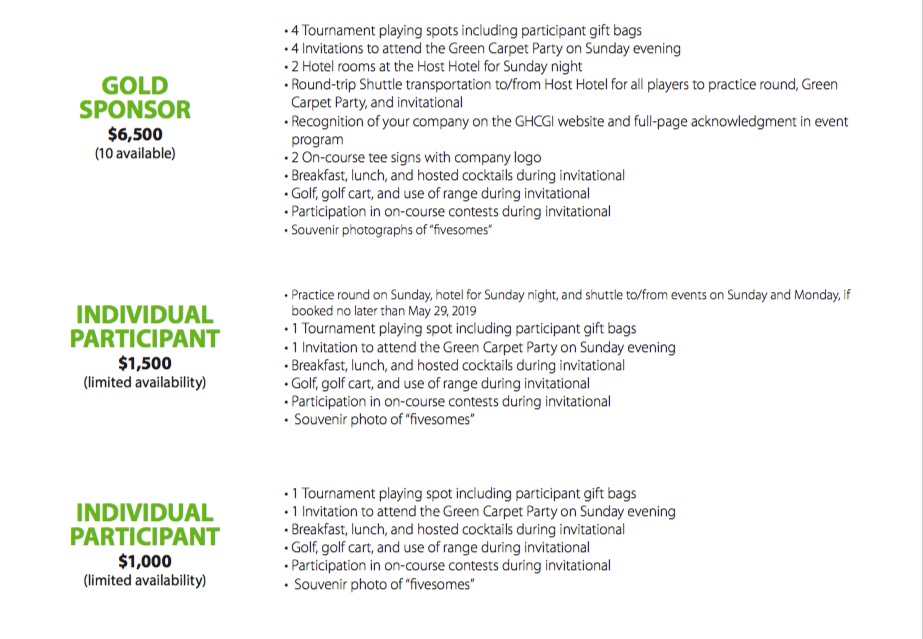 GOLD
SPONSOR
$6,500
(10 available)
• 4 Tournament playing spots including participant gift bags
• 4 Invitations to attend the Green Carpet Party on Sunday evening
• 2 Hotel rooms at the Host Hotel for Sunday night
• Round-trip Shuttle transportation to/from Host Hotel for all players to practice round, Green
Carpet Party, and invitational
• Recognition of your company on the GHCGI website and full-page acknowledgment in event
program
• 2 On-course tee signs with company logo
• Breakfast, lunch, and hosted cocktails during invitational
• Golf, golf cart, and use of range during invitational
• Participation in on-course contests during invitational
• Souvenir photographs of “fivesomes”
INDIVIDUAL
PARTICIPANT
$1,500
(limited availability)
• Practice round on Sunday, hotel for Sunday night, and shuttle to/from events on Sunday and Monday, if
booked no later than May 29, 2019
• 1 Tournament playing spot including participant gift bags
• 1 Invitation to attend the Green Carpet Party on Sunday evening
• Breakfast, lunch, and hosted cocktails during invitational
• Golf, golf cart, and use of range during invitational
• Participation in on-course contests during invitational
• Souvenir photo of “fivesomes”
INDIVIDUAL
PARTICIPANT
$1,000
(limited availability)
• 1 Tournament playing spot including participant gift bags
• 1 Invitation to attend the Green Carpet Party on Sunday evening
• Breakfast, lunch, and hosted cocktails during invitational
• Golf, golf cart, and use of range during invitational
• Participation in on-course contests during invitational
• Souvenir photo of “fivesomes”